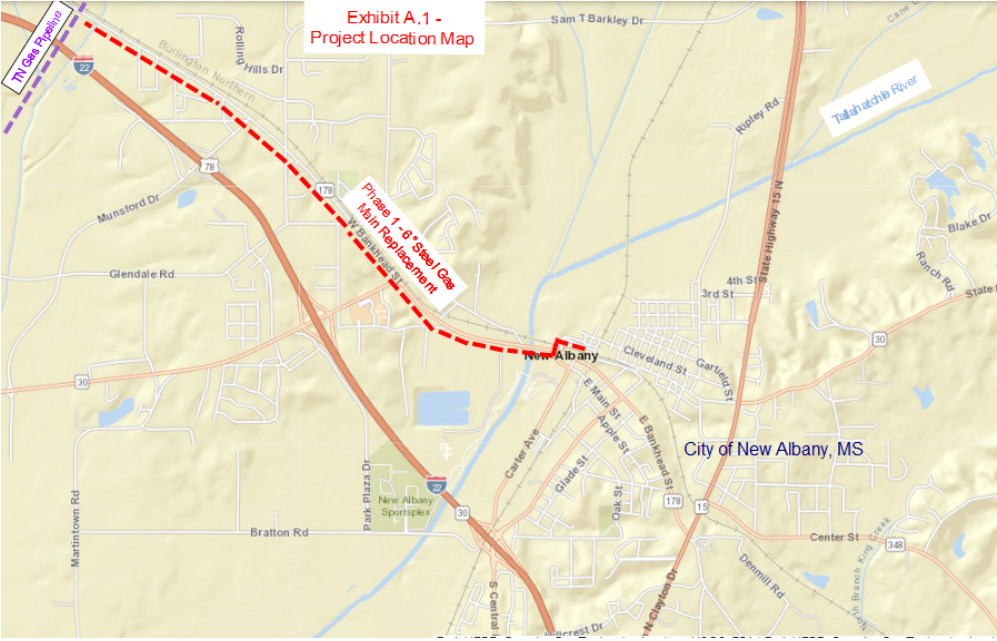 Exhibit A.1 -
Project Location Map
Sam T Barkley Dr
TN Gas Pipeline
22
Burlington Northern
Rolling
Hills Dr
Ripley Rd
Tallahatchie River
78
178
Munsford Dr
Phase 1 - 6" Steel Gas
Main Replacement
W Bankhead St
State Highway 15 N
Blake Dr
Ranch Rd
Glendale Rd
4th St
3rd St
30
New Albany
Cleveland St
Garfield St
30
E Main St
Apple St
E Bankhead St
City of New Albany, MS
Carter Ave
Glade St
Oak St
22
Park Plaza Dr
New Albany
Sportsplex
30
178
15
Martintown Rd
Bratton Rd
Center St
348
Denmill Rd
S Central
N Clayton Dr